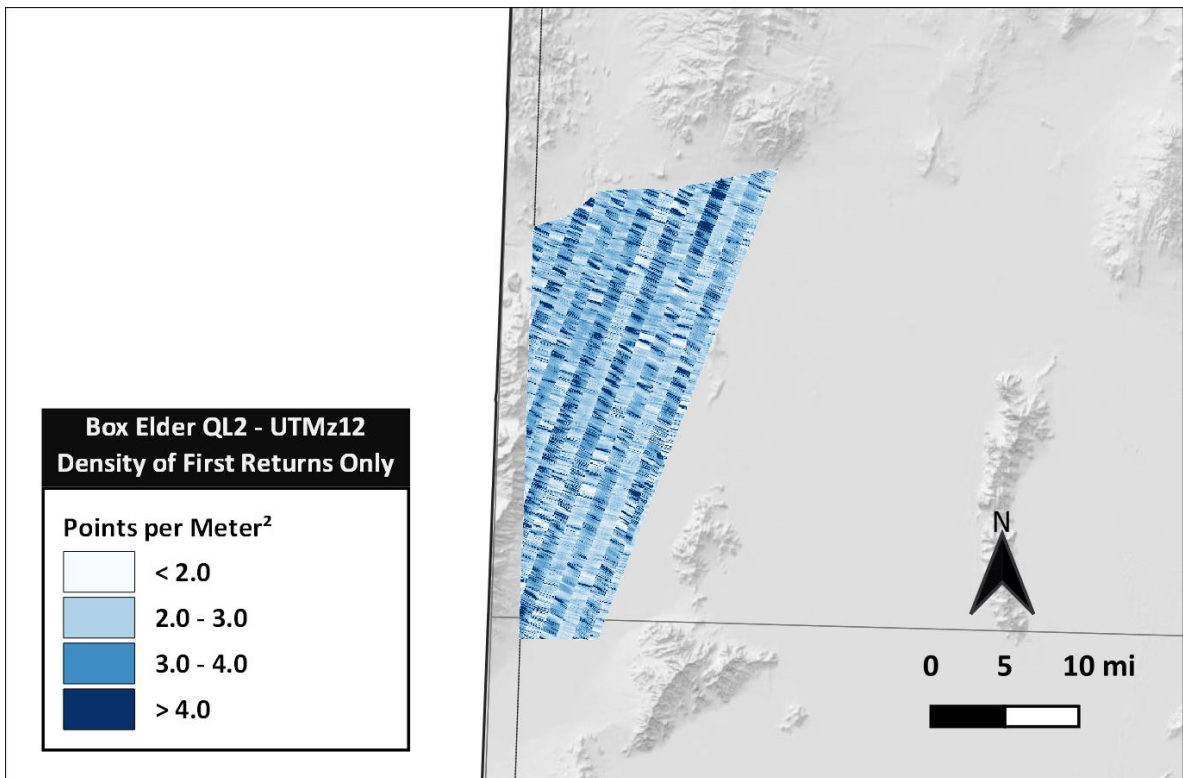 Box Elder QL2 - UTMz12
Density of First Returns Only
Points per Meter²
< 2.0
2.0 - 3.0
3.0 - 4.0
> 4.0
N
0 5 10 mi